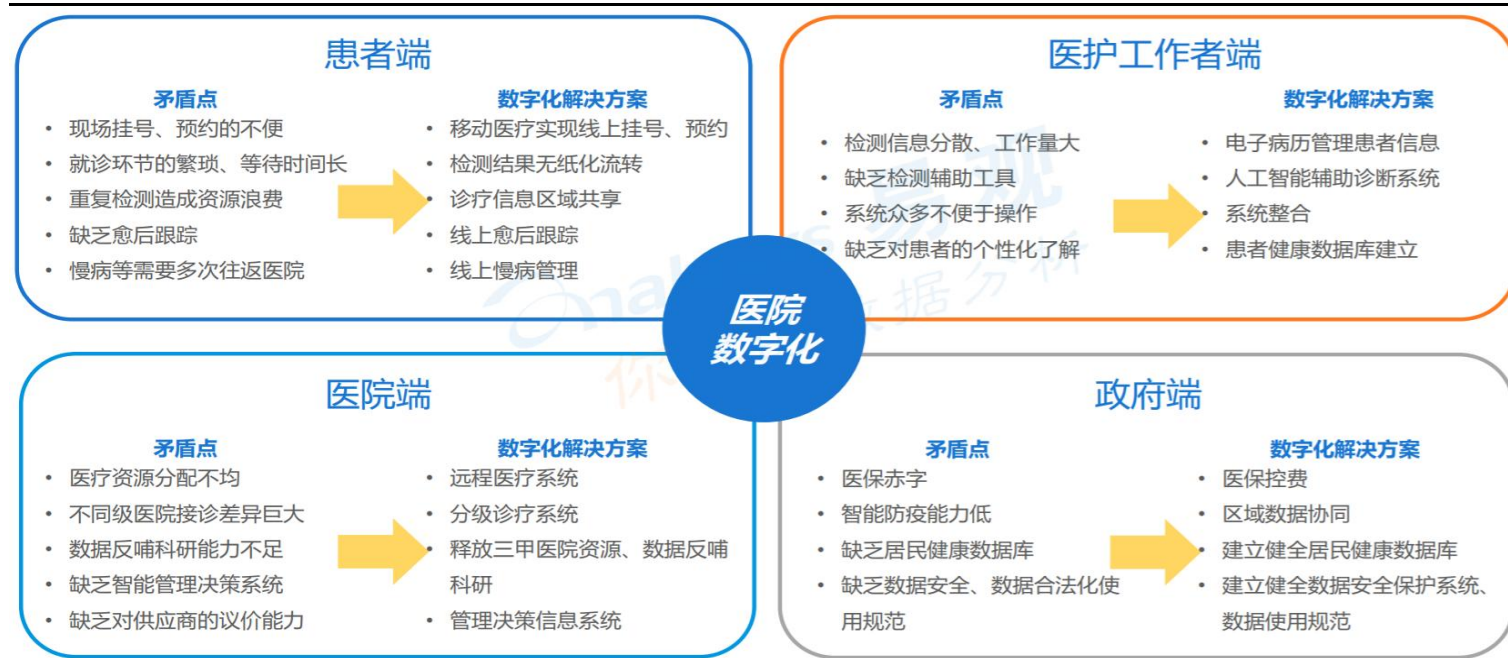 患者端
矛盾点
• 现场挂号、预约的不便
• 就诊环节的繁琐、等待时间长
• 重复检测造成资源浪费
• 缺乏愈后跟踪
• 慢病等需要多次往返医院
数字化解决方案
• 移动医疗实现线上挂号、预约
• 检测结果无纸化流转
• 诊疗信息区域共享
• 线上愈后跟踪
• 线上慢病管理
医护工作者端
矛盾点
• 检测信息分散、工作量大
• 缺乏检测辅助工具
• 系统众多不便于操作
• 缺乏对患者的个性化了解
数字化解决方案
• 电子病历管理患者信息
• 人工智能辅助诊断系统
• 系统整合
• 患者健康数据库建立
医院
数字化
医院端
矛盾点
• 医疗资源分配不均
• 不同级医院接诊差异巨大
• 数据反哺科研能力不足
• 缺乏智能管理决策系统
• 缺乏对供应商的议价能力
数字化解决方案
• 远程医疗系统
• 分级诊疗系统
• 释放三甲医院资源、数据反哺
科研
• 管理决策信息系统
政府端
矛盾点
• 医保赤字
• 智能防疫能力低
• 缺乏居民健康数据库
• 缺乏数据安全、数据合法化使
用规范
数字化解决方案
• 医保控费
• 区域数据协同
• 建立健全居民健康数据库
• 建立健全数据安全保护系统、
数据使用规范
易观